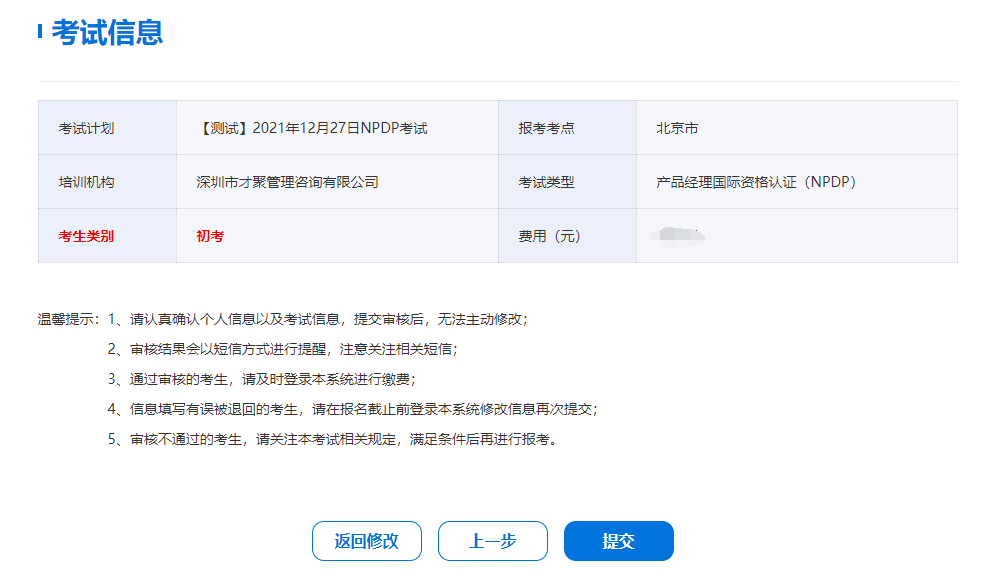 考试信息
考试计划 【测试】2021年12月27日NPDP考试 报考考点 北京市
培训机构 深圳市才聚管理咨询有限公司 考试类型 产品经理国际资格认证（NPDP）
考生类别 初考 费用（元）
温馨提示：1、请认真确认个人信息以及考试信息，提交审核后，无法主动修改；
2、审核结果会以短信方式进行提醒，注意关注相关短信；
3、通过审核的考生，请及时登录本系统进行缴费；
4、信息填写有误被退回的考生，请在报名截止前登录本系统修改信息再次提交；
5、审核不通过的考生，请关注本考试相关规定，满足条件后再进行报考。
返回修改 上一步 提交